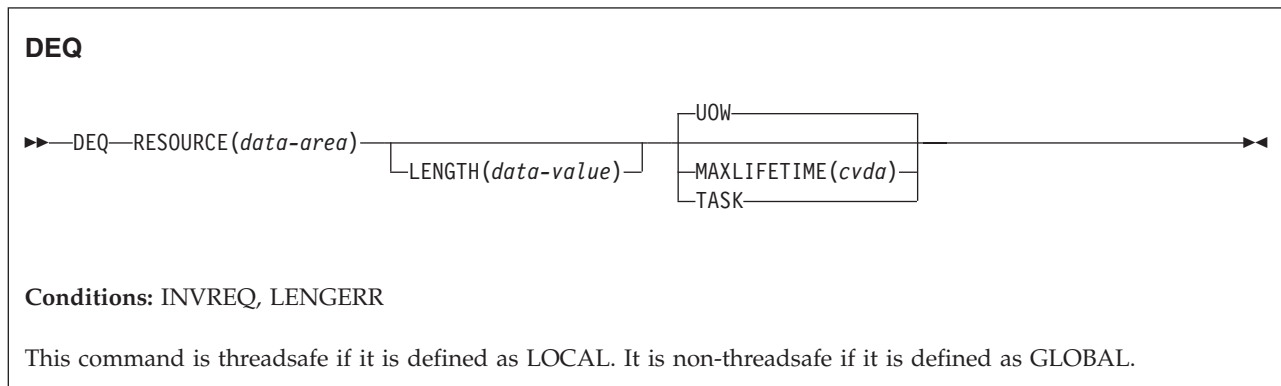 DEQ
UOW
DEQ RESOURCE(data-area)
LENGTH(data-value)
MAXLIFETIME(cvda)
TASK
Conditions: INVREQ, LENGERR
This command is threadsafe if it is defined as LOCAL. It is non-threadsafe if it is defined as GLOBAL.